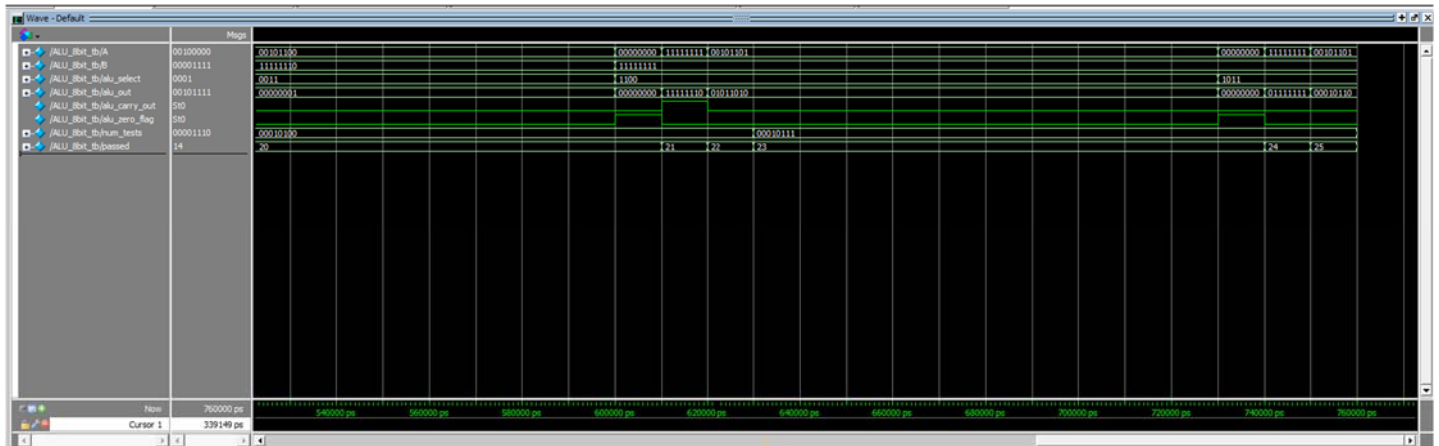 Wave - Default
Msgs
/ALU_8bit_tb/A 00100000 00101100 00000000 11111111 00101101 00000000 11111111 00101101
/ALU_8bit_tb/B 00001111 11111110 11111111
/ALU_8bit_tb/alu_select 0001 0011 1100 1011
/ALU_8bit_tb/alu_out 00101111 00000001 00000000 11111110 01011010 00000000 01111111 00010110
/ALU_8bit_tb/alu_carry_out St0
/ALU_8bit_tb/alu_zero_flag St0
/ALU_8bit_tb/num_tests 00001110 00010100 00010111
/ALU_8bit_tb/passed 14 20 21 22 23 24 25
Now 760000 ps 540000 ps 560000 ps 580000 ps 600000 ps 620000 ps 640000 ps 660000 ps 680000 ps 700000 ps 720000 ps 740000 ps 760000 ps
Cursor 1 339149 ps